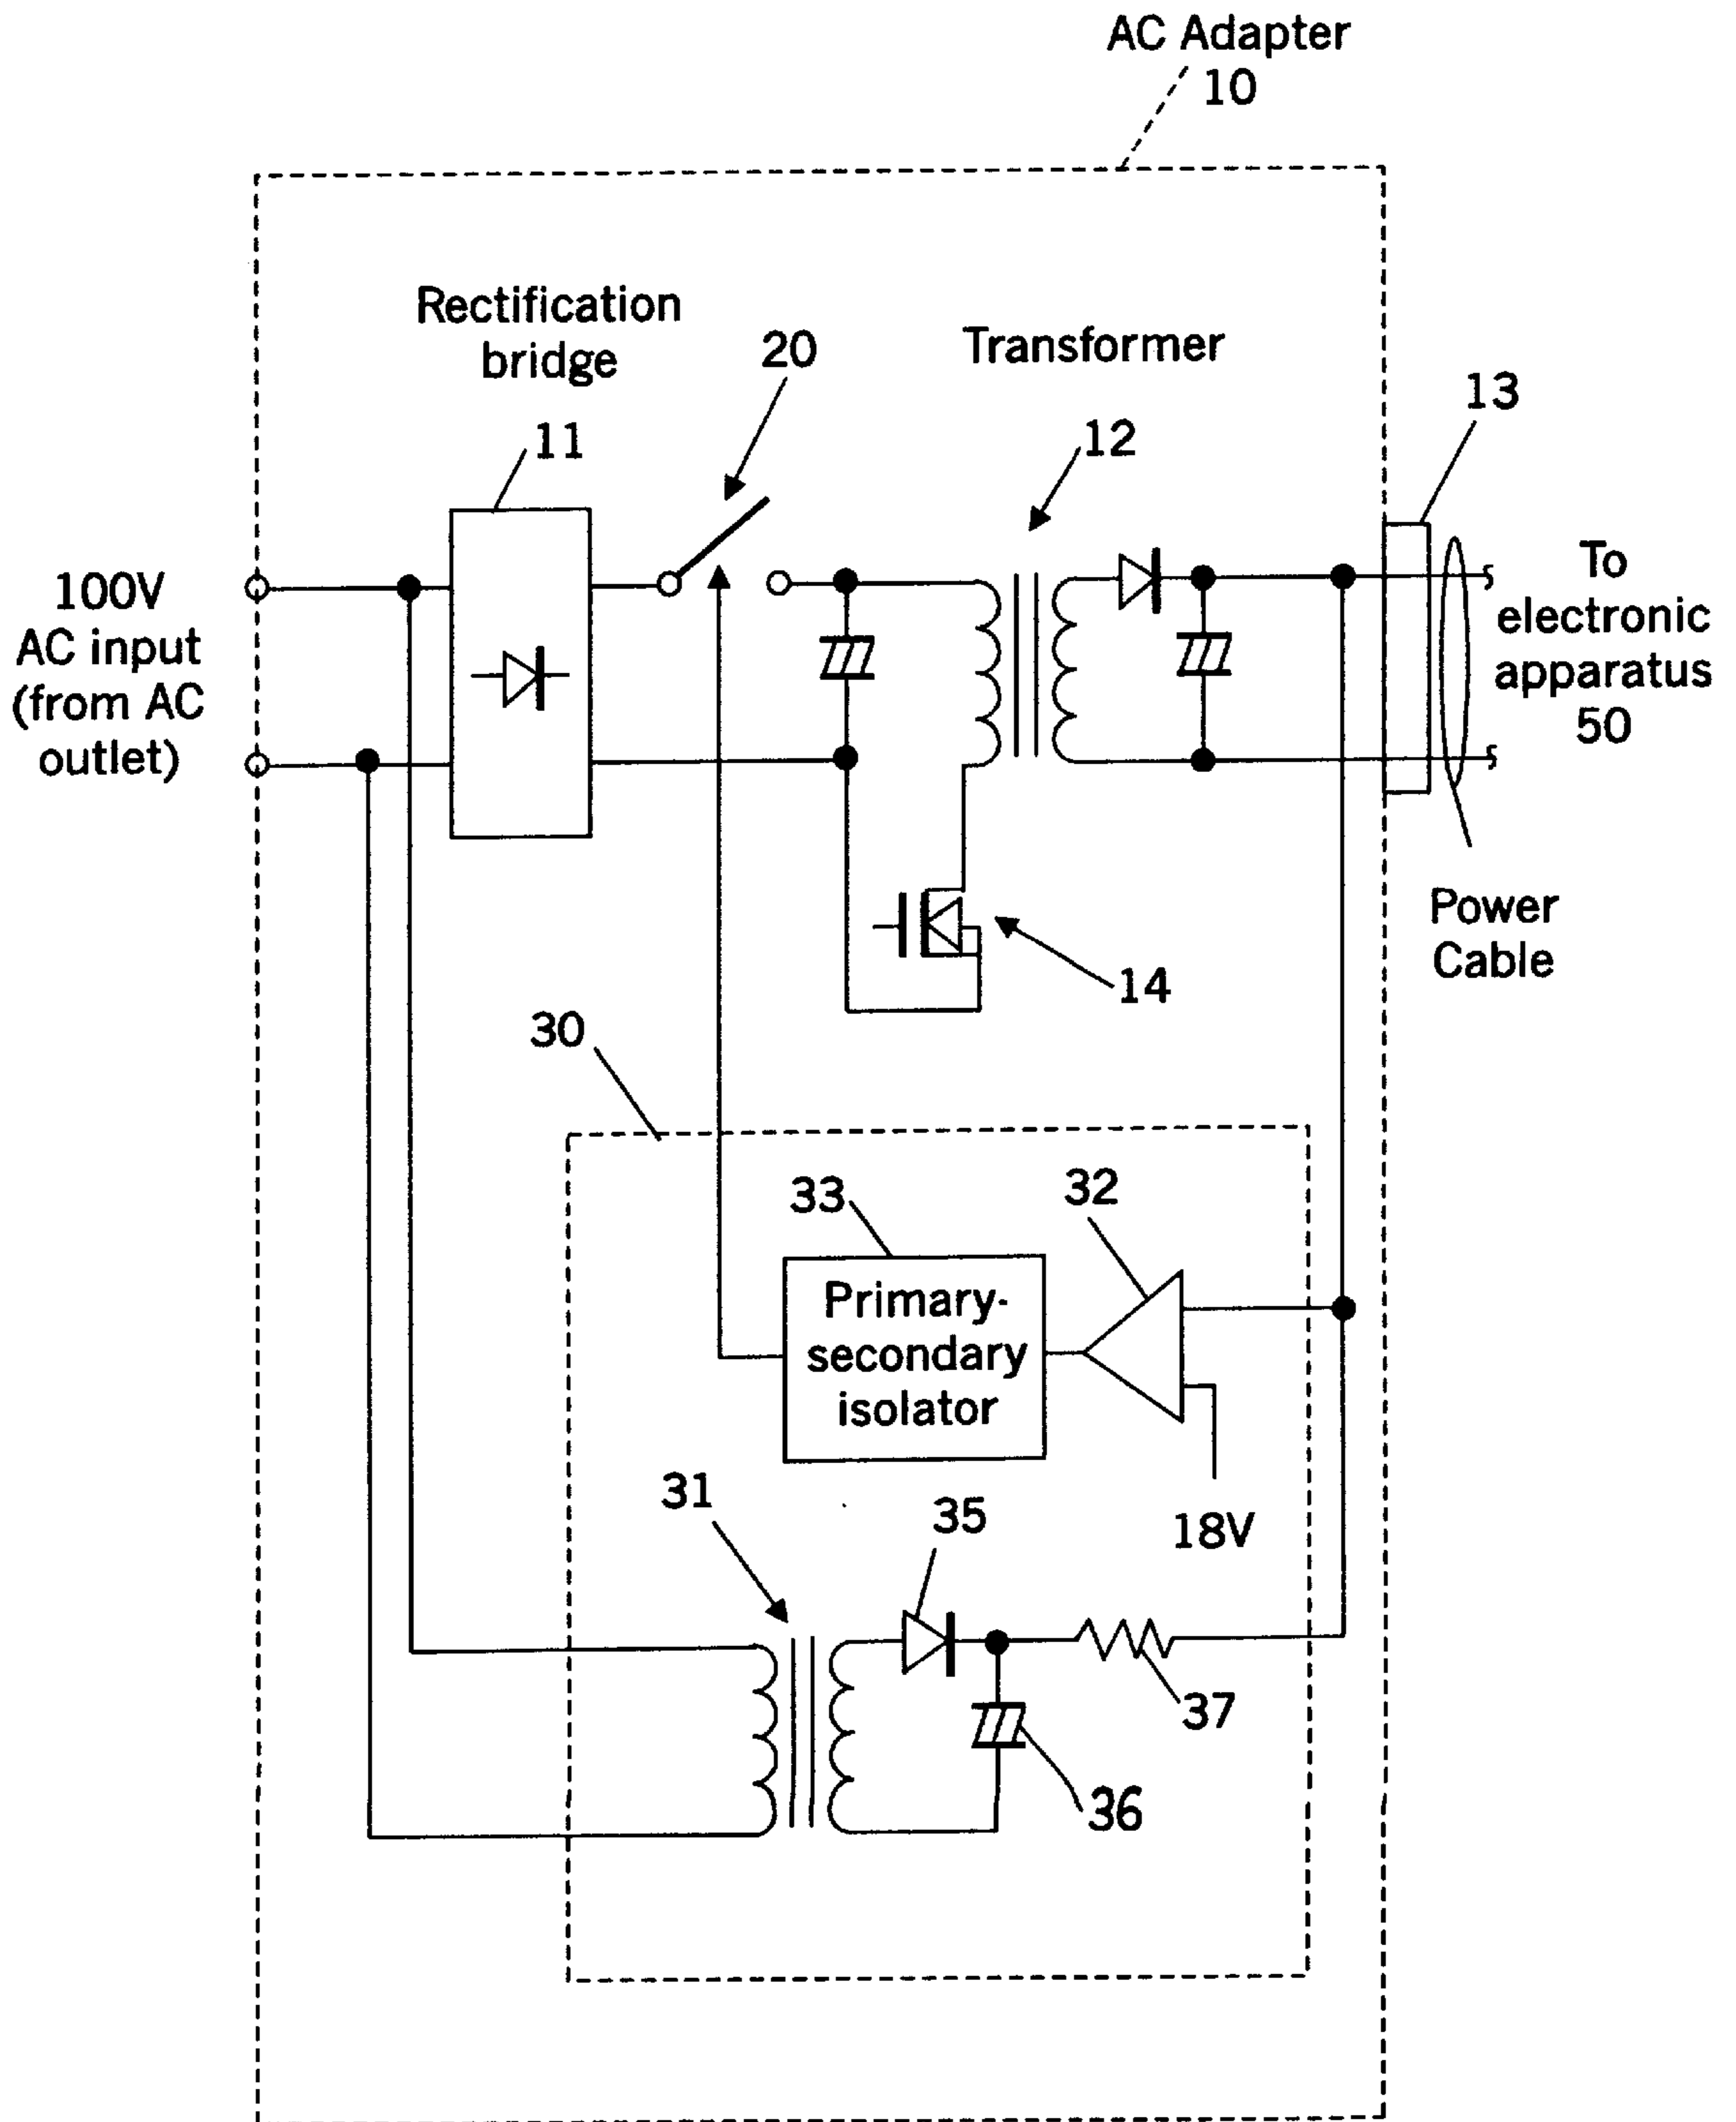 AC Adapter
10
Rectification
bridge
20
Transformer
13
11
12
100V
AC input
(from AC
outlet)
To
electronic
apparatus
50
Power
Cable
14
30
33
32
Primary-
secondary
isolator
31
35
18V
37
36